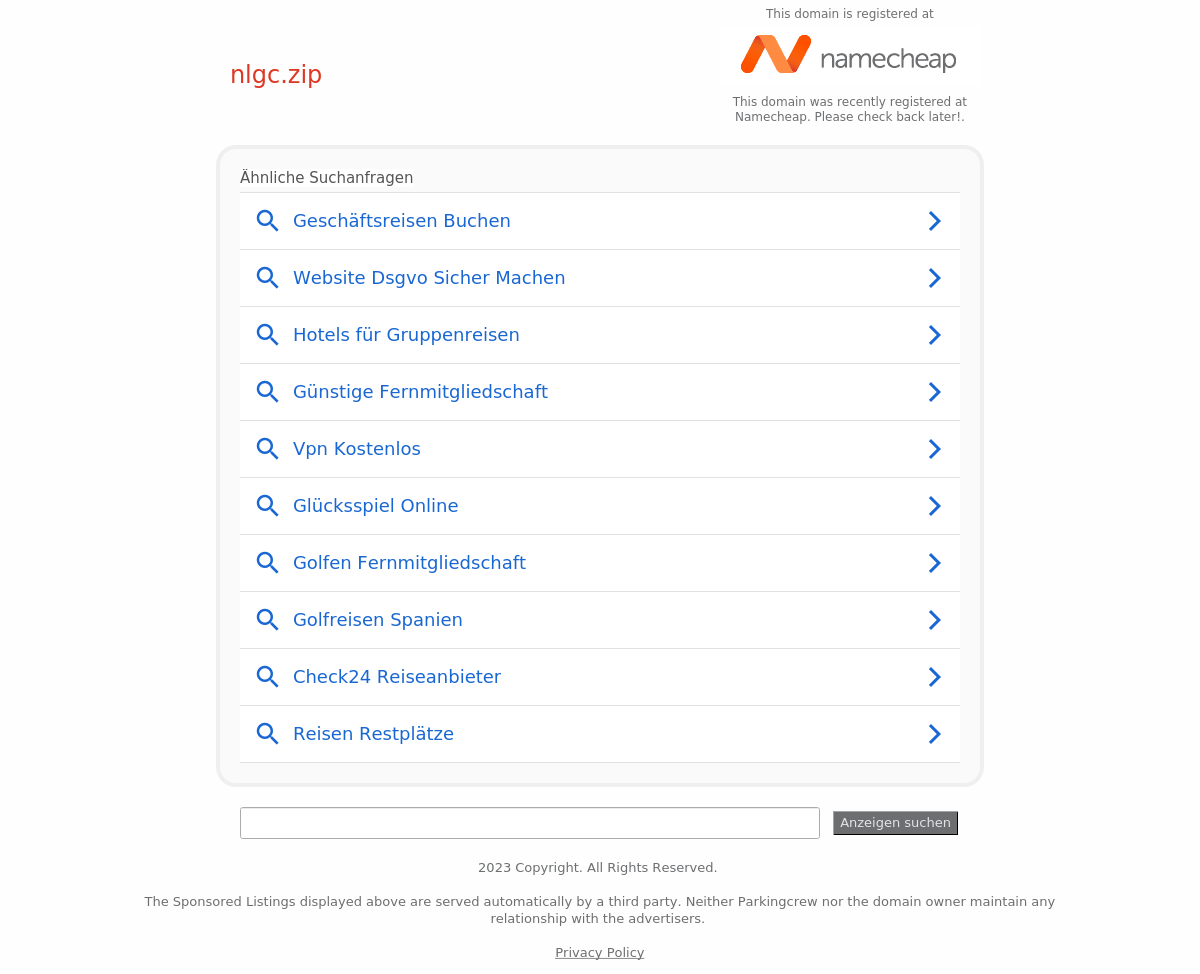 This domain is registered at
namecheap
nlgc.zip
This domain was recently registered at
Namecheap. Please check back later!.
Ähnliche Suchanfragen
Geschäftsreisen Buchen
Website Dsgvo Sicher Machen
Hotels für Gruppenreisen
Günstige Fernmitgliedschaft
Vpn Kostenlos
Glücksspiel Online
Golfen Fernmitgliedschaft
Golfreisen Spanien
Check24 Reiseanbieter
Reisen Restplätze
Anzeigen suchen
2023 Copyright. All Rights Reserved.
The Sponsored Listings displayed above are served automatically by a third party. Neither Parkingcrew nor the domain owner maintain any
relationship with the advertisers.
Privacy Policy